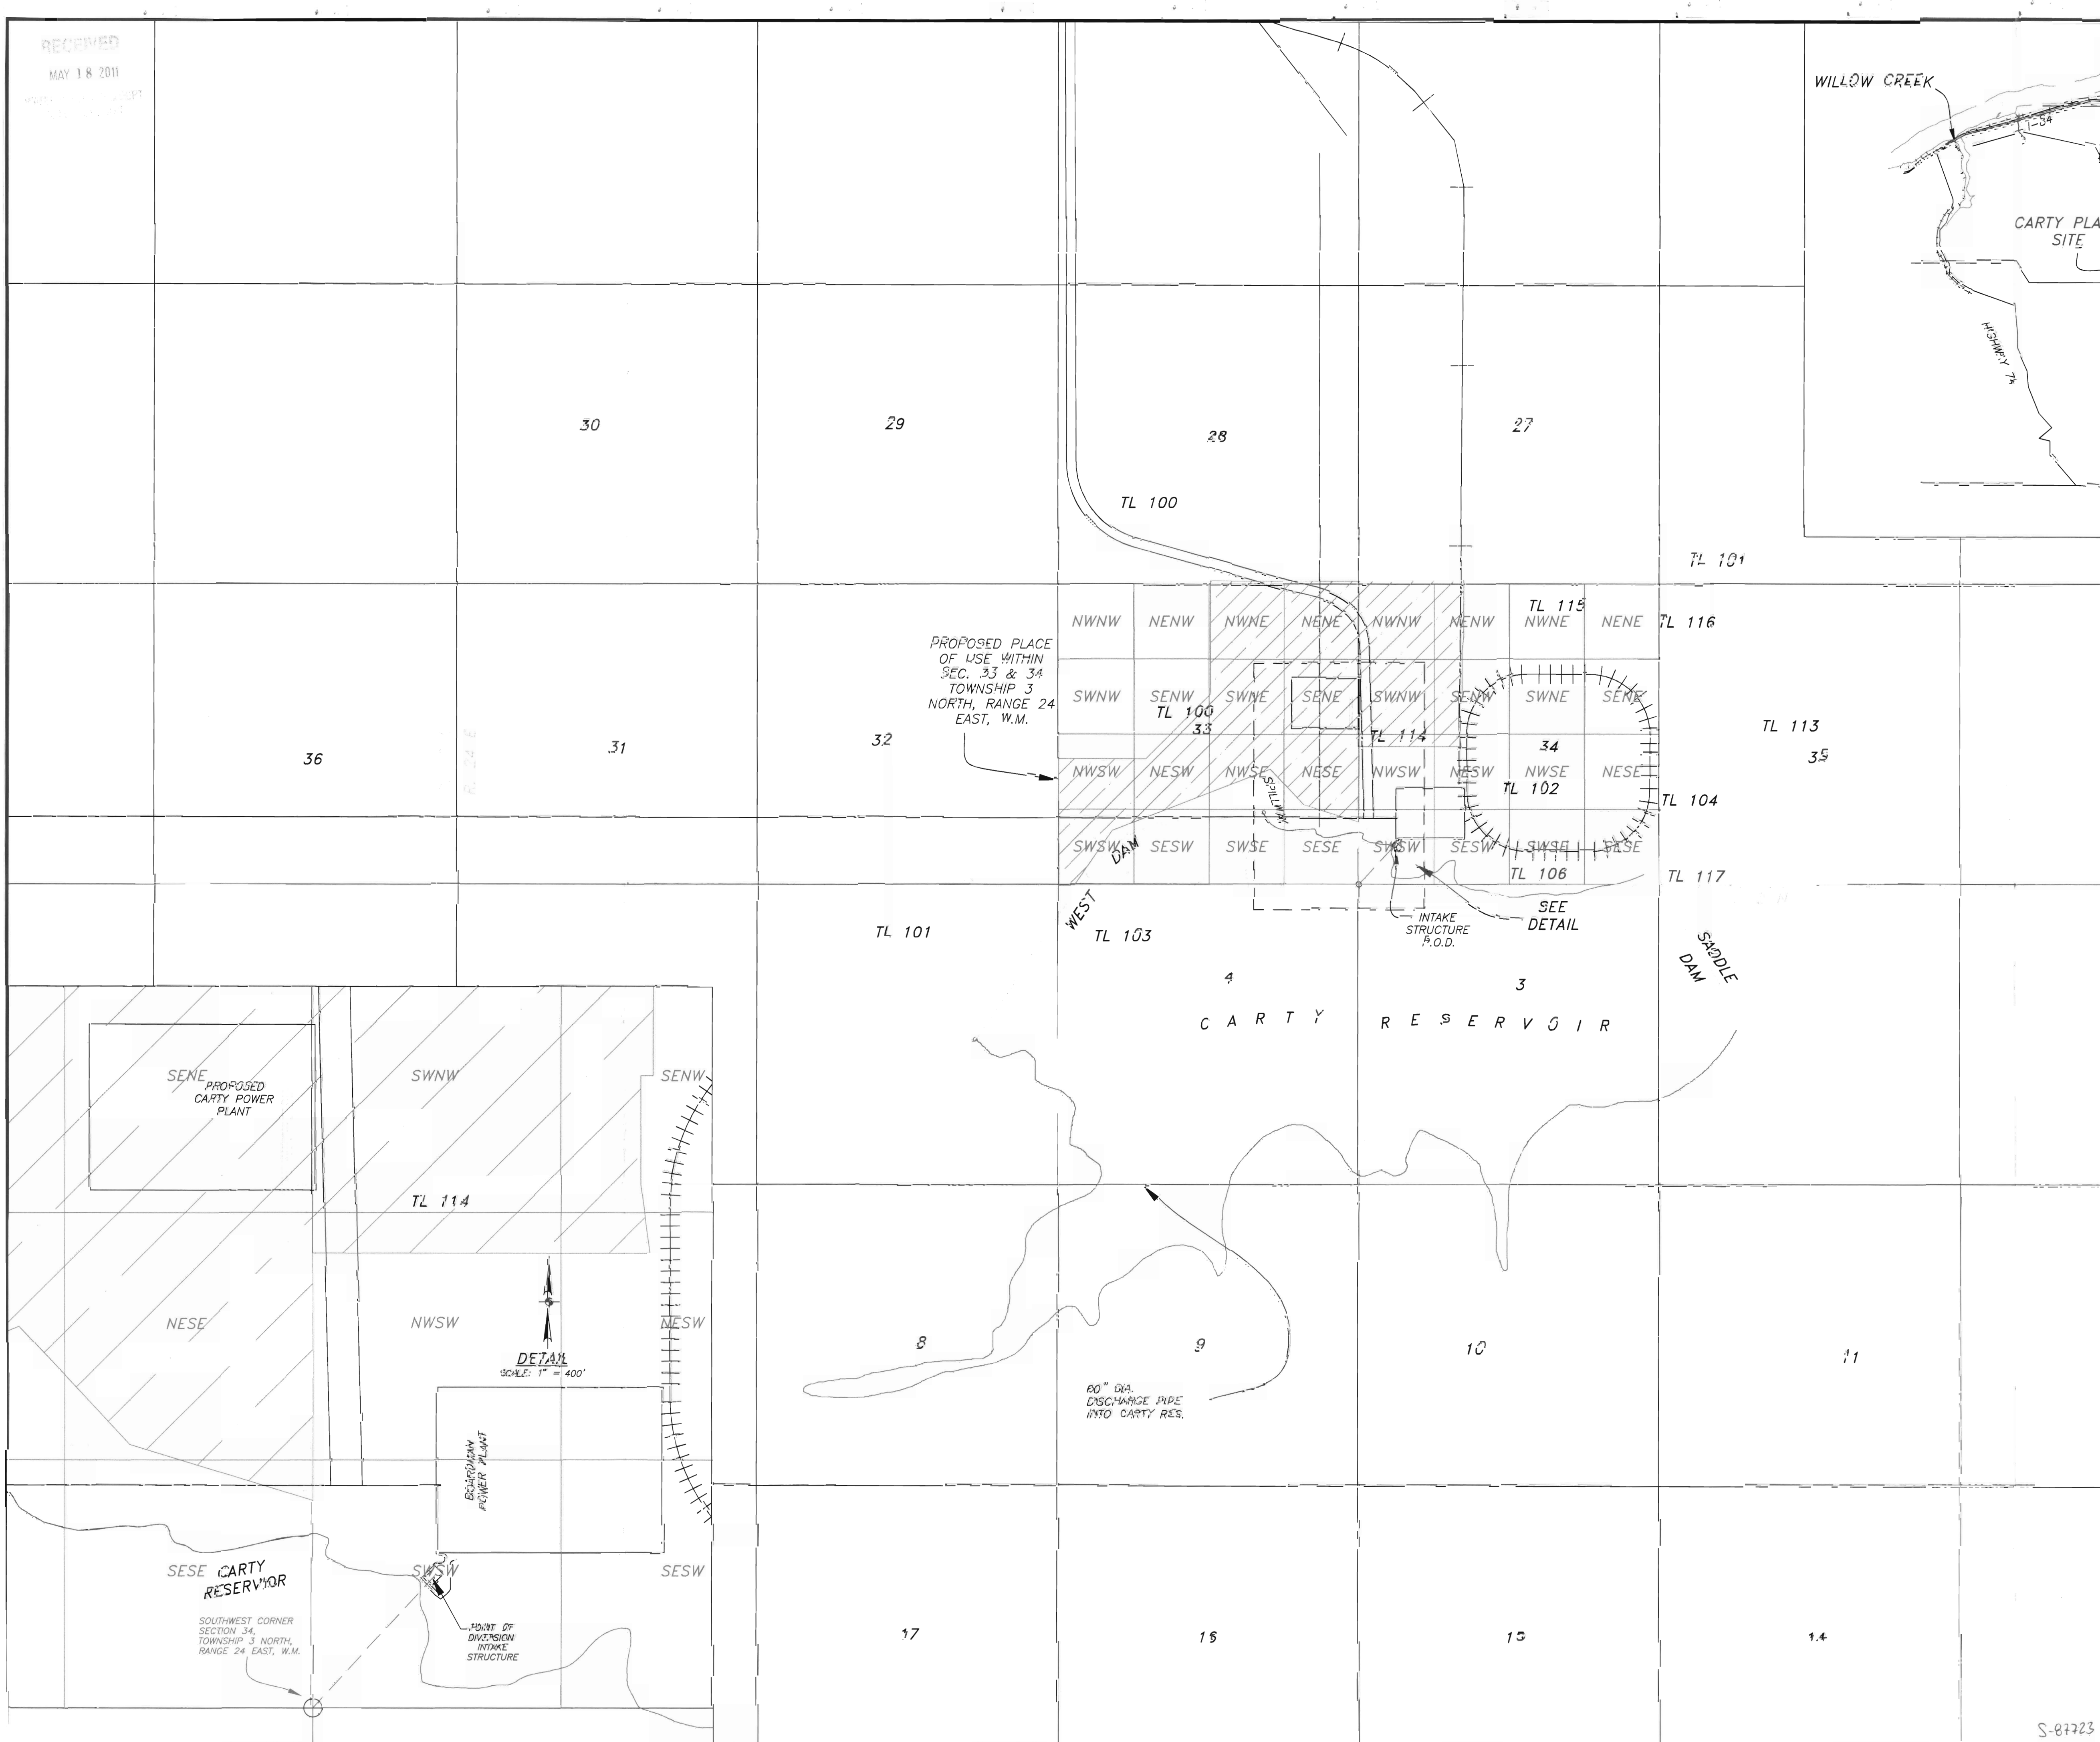 RECEIVED
MAY 18 2011
WILLOW CREEK
I-84
CARTY PLA
SITE
HIGHWAY 74
30
29
28
27
TL 100
TL 101
NWNW
NENW
NWNE
NENE
NWNW
NENW
TL 115
NWNE
NENE
TL 116
PROPOSED PLACE
OF USE WITHIN
SEC. 33 & 34
TOWNSHIP 3
NORTH, RANGE 24
EAST, W.M.
SWNW
SENW
SWNE
SENE
SWNW
SENW
SWNE
SENE
TL 100
33
TL 114
34
TL 113
35
36
R. 24 E
31
32
NWSW
NESW
NWSE
NESE
NWSW
NESW
NWSE
NESE
SPILLWAY
TL 102
TL 104
SWSW
DAM
SESW
SWSE
SESE
SWSW
SESW
SWSE
SESE
TL 106
TL 117
WEST
TL 101
TL 103
INTAKE
STRUCTURE
P.O.D.
SEE
DETAIL
SADDLE
DAM
4
3
CARTY RESERVOIR
SENE
PROPOSED
CARTY POWER
PLANT
SWNW
SENW
TL 114
NESE
NWSW
NESW
DETAIL
SCALE: 1" = 400'
BOARDMAN
POWER PLANT
8
9
10
11
60" DIA.
DISCHARGE PIPE
INTO CARTY RES.
SESE
CARTY
RESERVIOR
SWSW
SESW
SOUTHWEST CORNER
SECTION 34,
TOWNSHIP 3 NORTH,
RANGE 24 EAST, W.M.
POINT OF
DIVERSION
INTAKE
STRUCTURE
17
16
15
14
S-87723